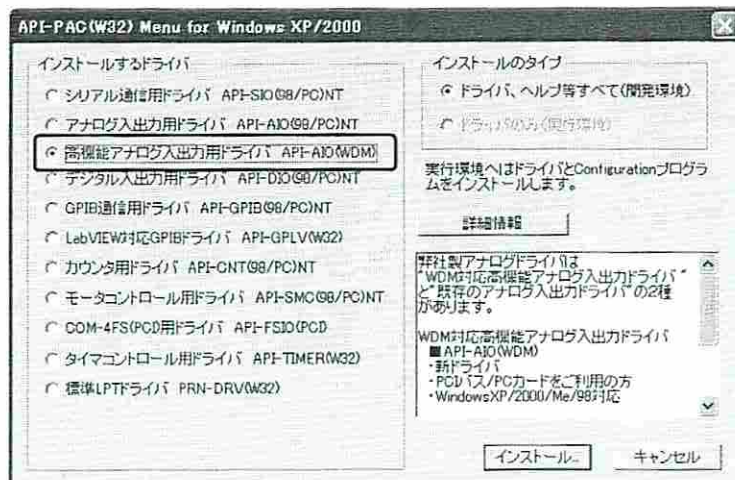 API-PAC(W32) Menu for Windows XP/2000
インストールするドライバ
シリアル通信用ドライバ API-SIO(98/PC)NT
アナログ入出力用ドライバ API-AIO(98/PC)NT
高機能アナログ入出力用ドライバ API-AIO(WDM)
デジタル入出力用ドライバ API-DIO(98/PC)NT
GPIB通信用ドライバ API-GPIB(98/PC)NT
LabVIEW対応GPIBドライバ API-GPLV(W32)
カウンタ用ドライバ API-CNT(98/PC)NT
モータコントロール用ドライバ API-SMC(98/PC)NT
COM-4FS(PCI)用ドライバ API-FSIO(PCI)
タイマコントロール用ドライバ API-TIMER(W32)
標準LPTドライバ PRN-DRV(W32)
インストールのタイプ
ドライバ、ヘルプ等すべて(開発環境)
ドライバのみ(実行環境)
実行環境へはドライバとConfigurationプログラ
ムをインストールします。
詳細情報
弊社製アナログドライバは
"WDM対応高機能アナログ入出力ドライバ"
と"既存のアナログ入出力ドライバ"の2種
があります。
WDM対応高機能アナログ入出力ドライバ
■API-AIO(WDM)
・新ドライバ
・PCIバス/PCカードをご利用の方
・WindowsXP/2000/Me/98対応
インストール...
キャンセル